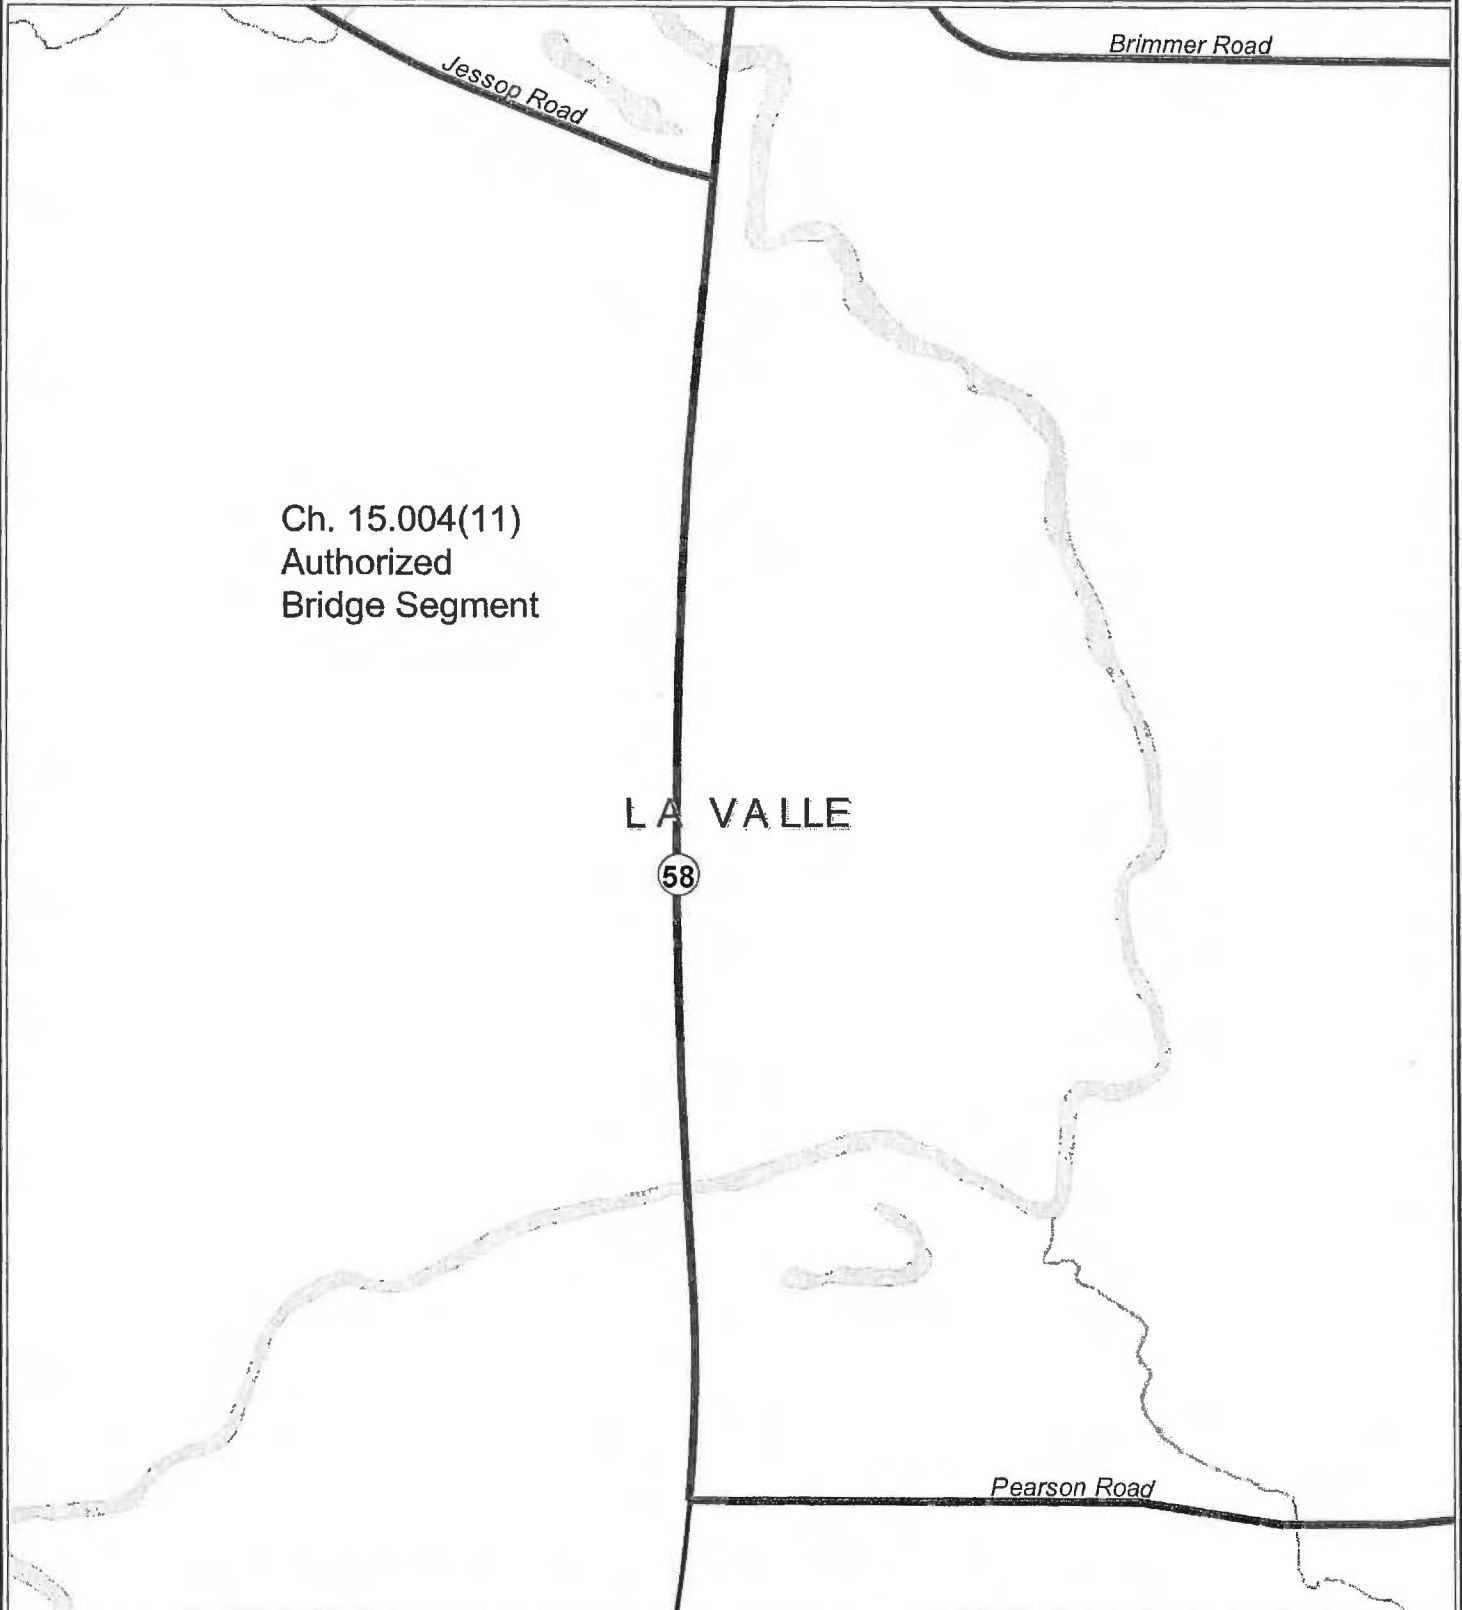 Brimmer Road
Jessop Road
Ch. 15.004(11)
Authorized
Bridge Segment
LA VALLE
58
Pearson Road